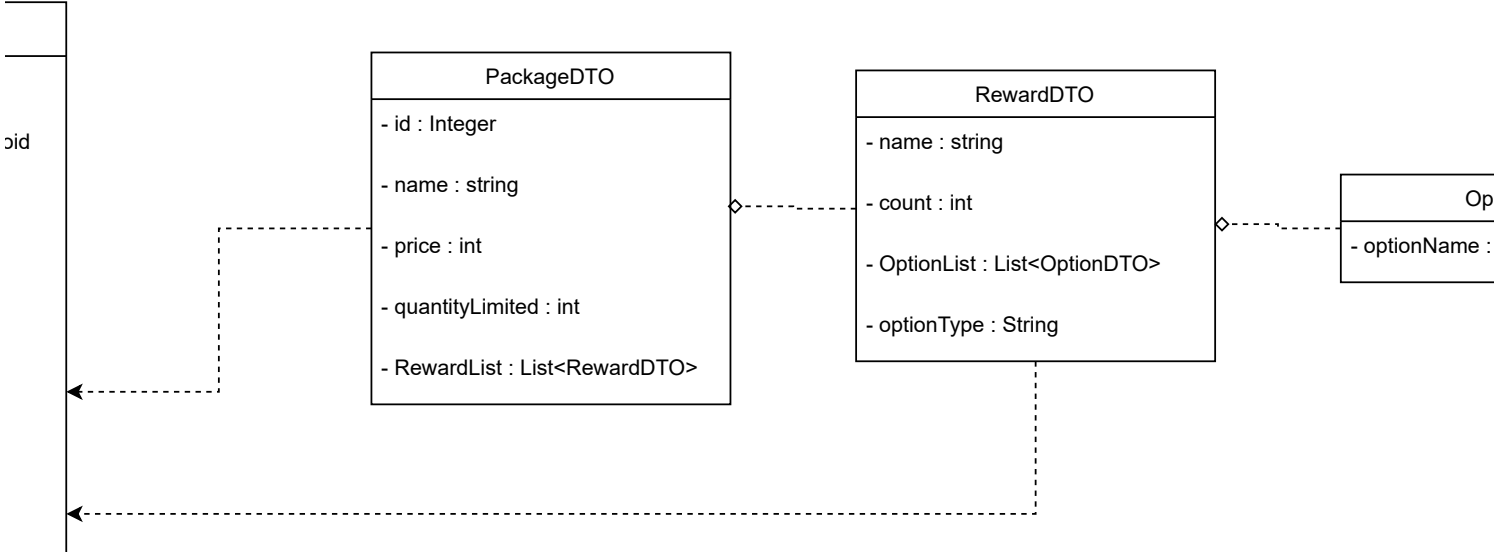 PackageDTO
- id : Integer
- name : string
- price : int
- quantityLimited : int
- RewardList : List<RewardDTO>
RewardDTO
- name : string
- count : int
- OptionList : List<OptionDTO>
- optionType : String
- optionName :